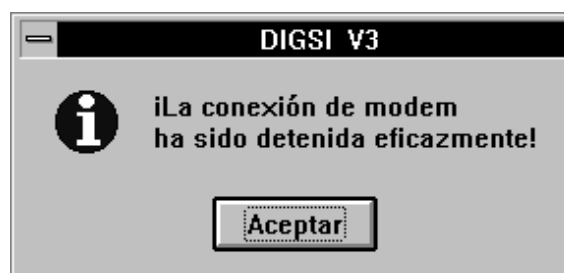 DIGSI V3
¡La conexión de modem
ha sido detenida eficazmente!
Aceptar